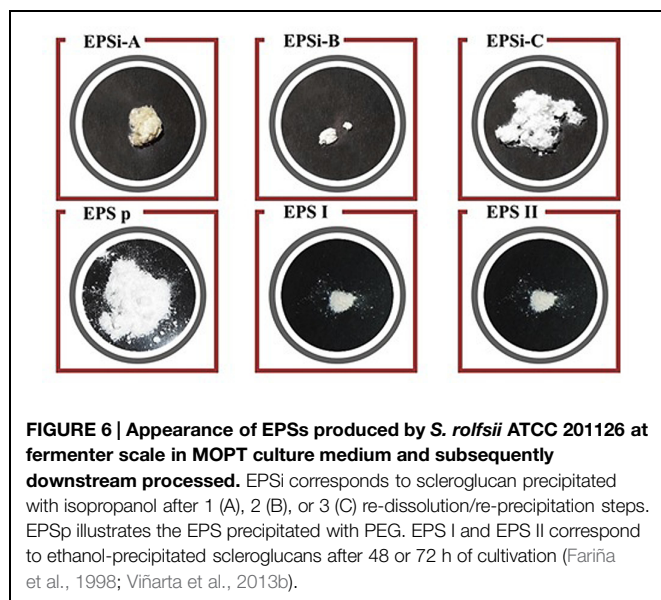 EPSi-A EPSi-B EPSi-C
EPS p EPS I EPS II
FIGURE 6 | Appearance of EPSs produced by S. rolfsii ATCC 201126 at
fermenter scale in MOPT culture medium and subsequently
downstream processed. EPSi corresponds to scleroglucan precipitated
with isopropanol after 1 (A), 2 (B), or 3 (C) re-dissolution/re-precipitation steps.
EPSp illustrates the EPS precipitated with PEG. EPS I and EPS II correspond
to ethanol-precipitated scleroglucans after 48 or 72 h of cultivation (Fariña
et al., 1998; Viñarta et al., 2013b).